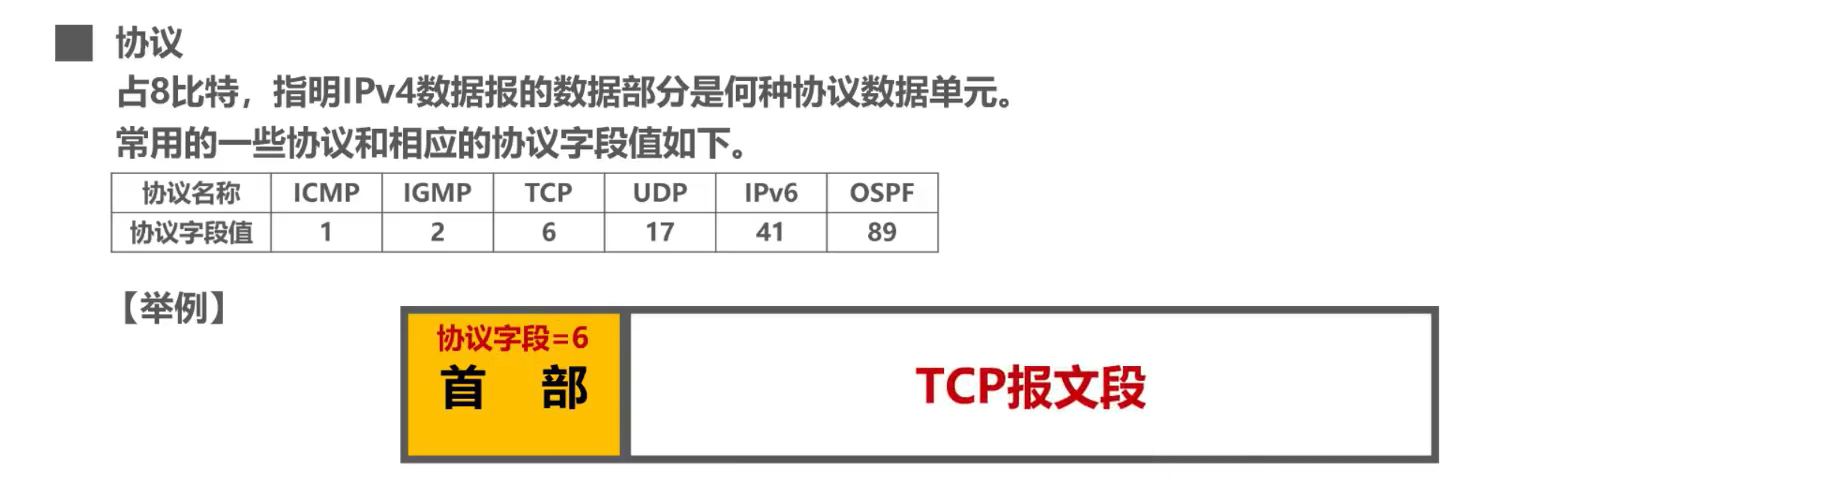 协议
占8比特，指明IPv4数据报的数据部分是何种协议数据单元。
常用的一些协议和相应的协议字段值如下。
协议名称 ICMP IGMP TCP UDP IPv6 OSPF
协议字段值 1 2 6 17 41 89
【举例】
协议字段=6
首 部
TCP报文段